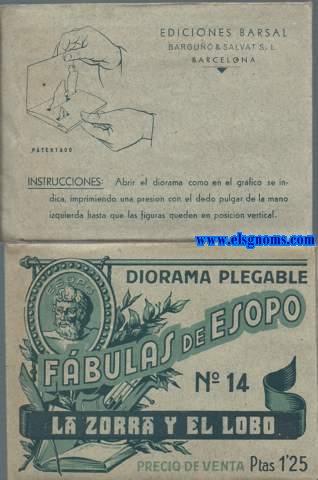 EDICIONES BARSAL
BARGUÑO & SALVAT S. L.
BARCELONA
PATENTADO
INSTRUCCIONES: Abrir el diorama como en el gráfico se in-
dica, imprimiendo una presion con el dedo pulgar de la mano
izquierda hasta que las figuras queden en posición vertical.
www.elsgnoms.com
DIORAMA PLEGABLE
ESOPO
FÁBULAS DE ESOPO
Nº 14
LA ZORRA Y EL LOBO
PRECIO DE VENTA Ptas 1'25